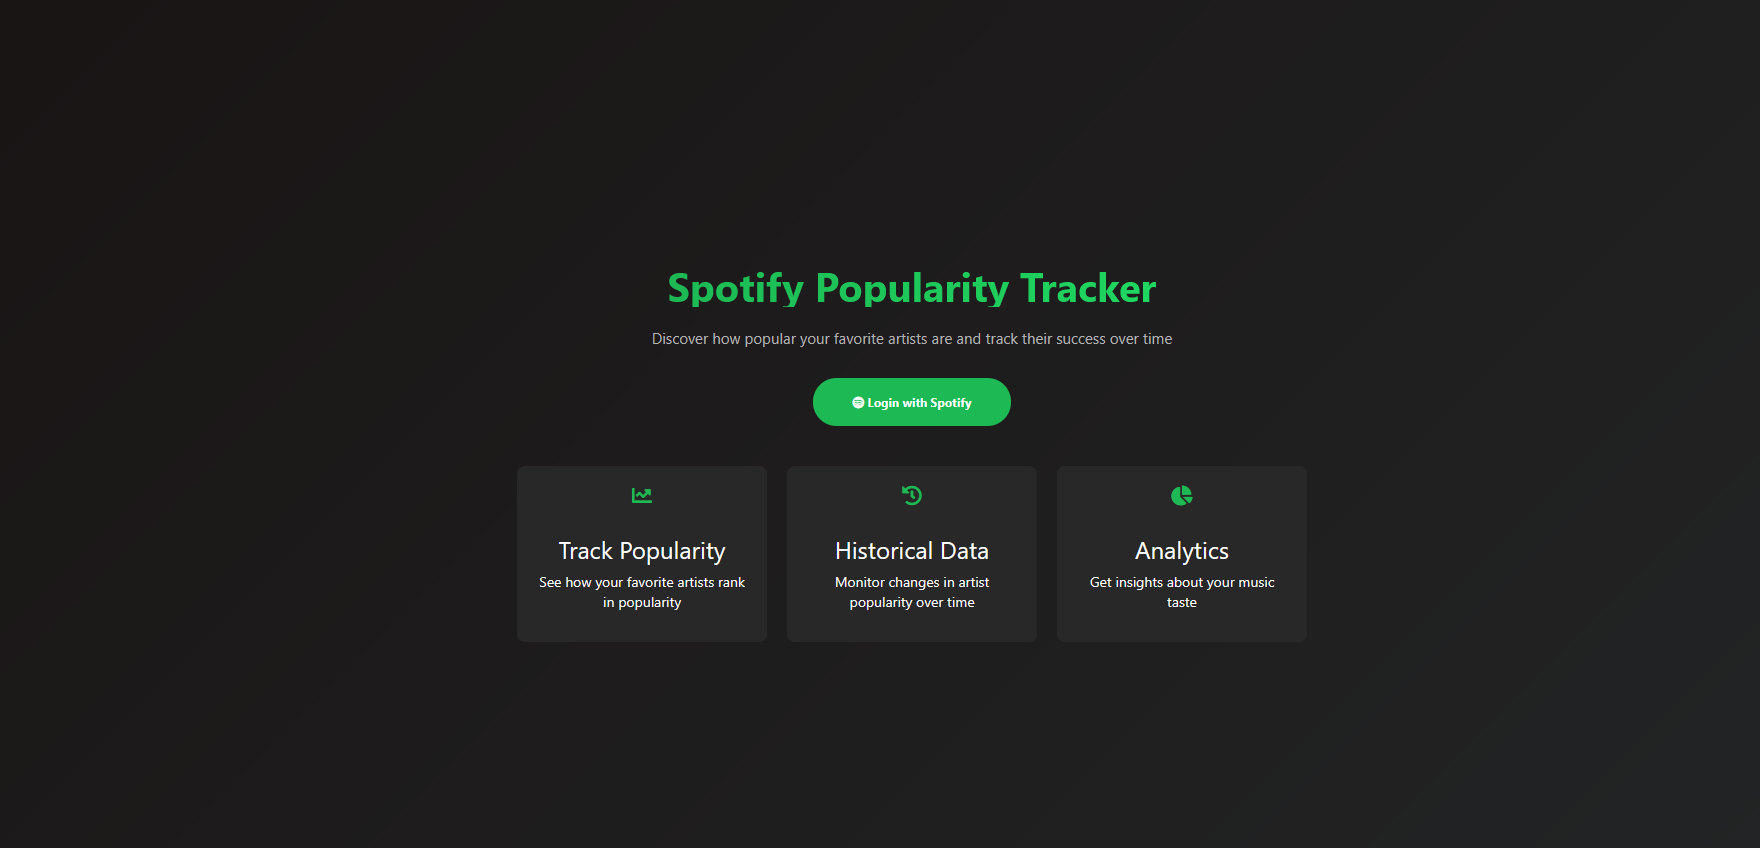 Spotify Popularity Tracker
Discover how popular your favorite artists are and track their success over time
Login with Spotify
Track Popularity
See how your favorite artists rank
in popularity
Historical Data
Monitor changes in artist
popularity over time
Analytics
Get insights about your music
taste